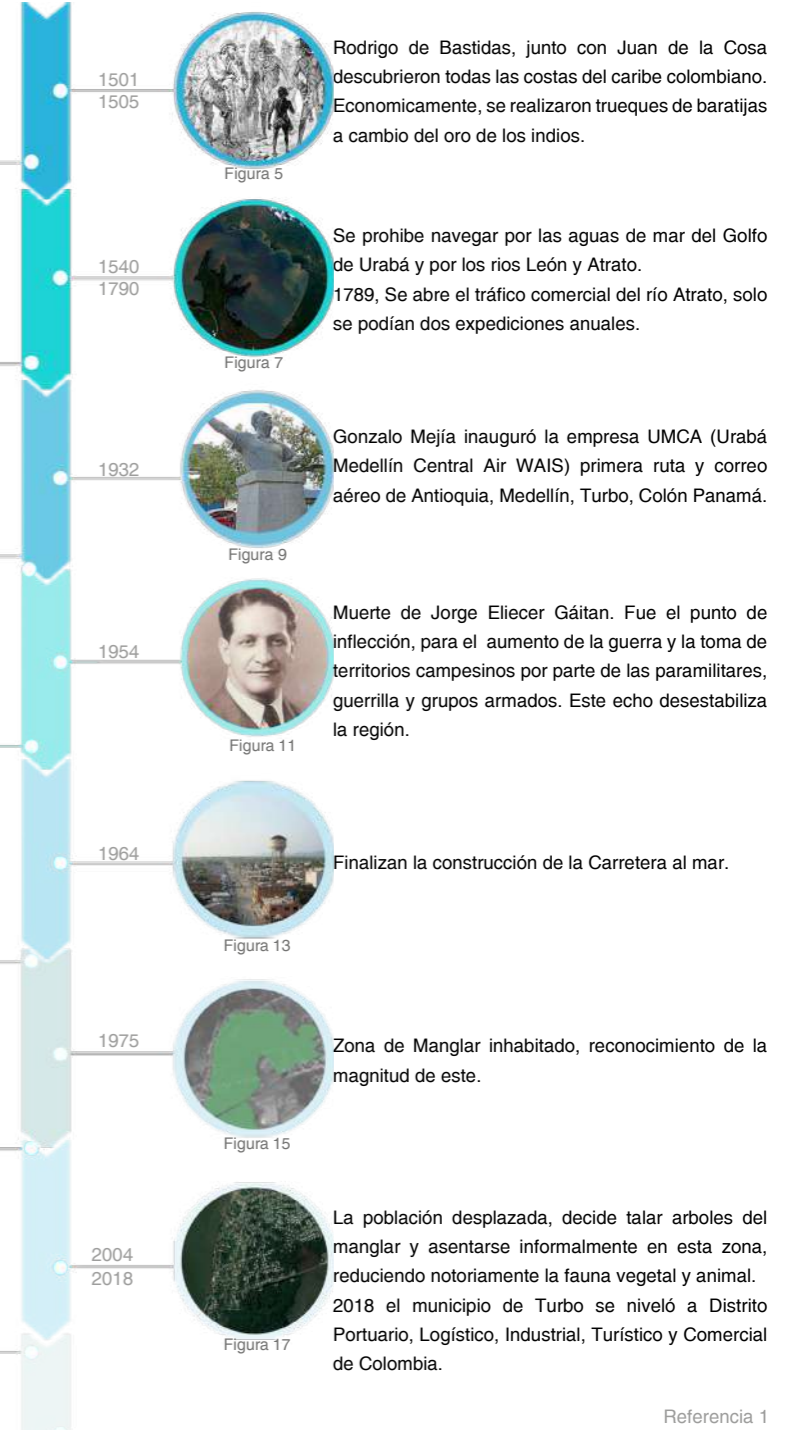 1501
1505
Rodrigo de Bastidas, junto con Juan de la Cosa
descubrieron todas las costas del caribe colombiano.
Economicamente, se realizaron trueques de baratijas
a cambio del oro de los indios.
Figura 5
1540
1790
Se prohibe navegar por las aguas de mar del Golfo
de Urabá y por los rios León y Atrato.
1789, Se abre el tráfico comercial del río Atrato, solo
se podían dos expediciones anuales.
Figura 7
1932
Gonzalo Mejía inauguró la empresa UMCA (Urabá
Medellín Central Air WAIS) primera ruta y correo
aéreo de Antioquia, Medellín, Turbo, Colón Panamá.
Figura 9
1954
Muerte de Jorge Eliecer Gáitan. Fue el punto de
inflección, para el aumento de la guerra y la toma de
territorios campesinos por parte de las paramilitares,
guerrilla y grupos armados. Este echo desestabiliza
la región.
Figura 11
1964
Finalizan la construcción de la Carretera al mar.
Figura 13
1975
Zona de Manglar inhabitado, reconocimiento de la
magnitud de este.
Figura 15
2004
2018
La población desplazada, decide talar arboles del
manglar y asentarse informalmente en esta zona,
reduciendo notoriamente la fauna vegetal y animal.
2018 el municipio de Turbo se niveló a Distrito
Portuario, Logístico, Industrial, Turístico y Comercial
de Colombia.
Figura 17
Referencia 1